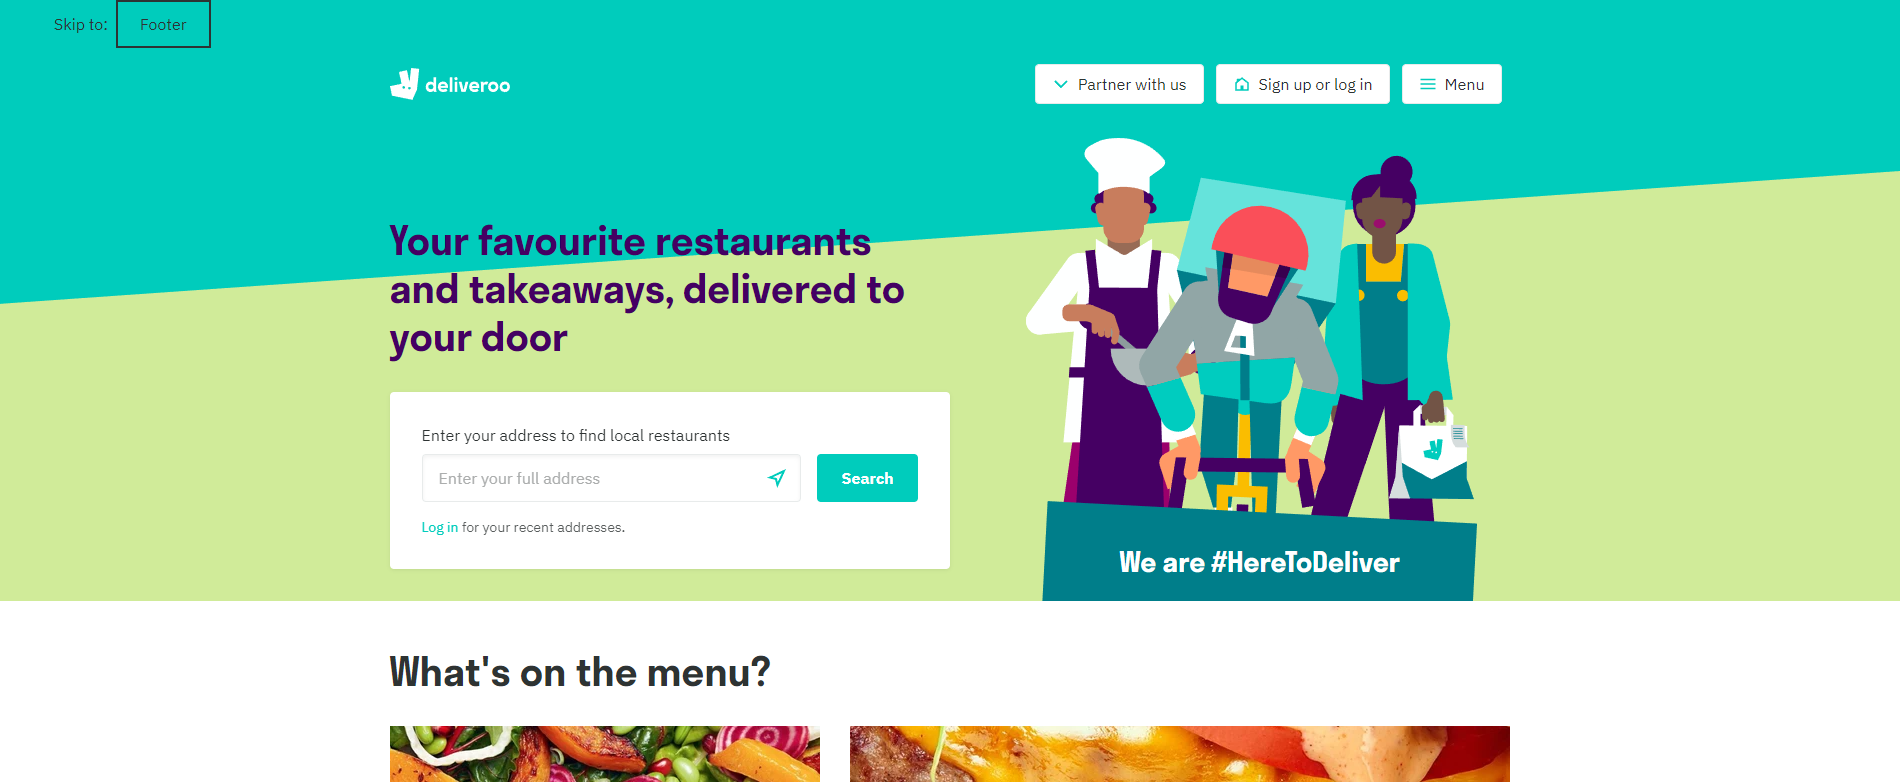 Skip to: Footer
deliveroo
Partner with us
Sign up or log in
Menu
Your favourite restaurants
and takeaways, delivered to
your door
Enter your address to find local restaurants
Enter your full address
Search
Log in for your recent addresses.
We are #HereToDeliver
What's on the menu?